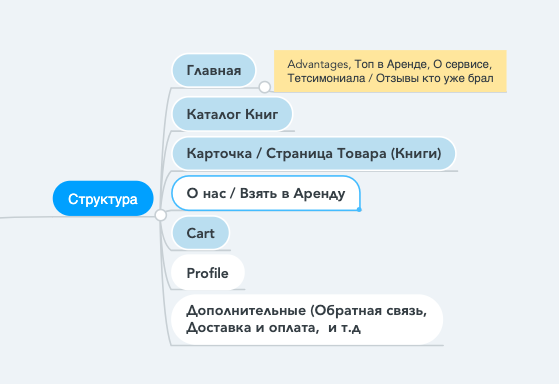 Главная
Advantages, Топ в Аренде, О сервисе,
Тетсимониала / Отзывы кто уже брал
Каталог Книг
Карточка / Страница Товара (Книги)
Структура
О нас / Взять в Аренду
Cart
Profile
Дополнительные (Обратная связь,
Доставка и оплата,  и т.д